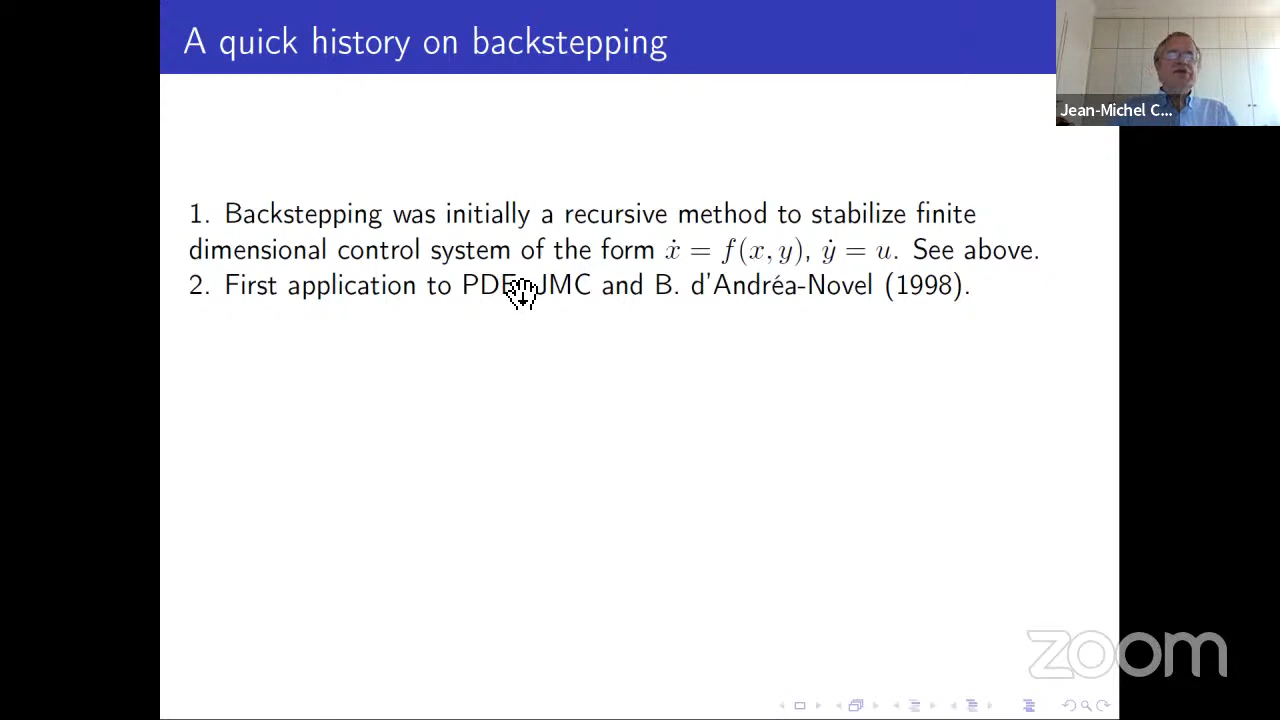 A quick history on backstepping
Jean-Michel C...
1. Backstepping was initially a recursive method to stabilize finite
dimensional control system of the form ẋ = f(x, y), ẏ = u. See above.
2. First application to PDE: JMC and B. d'Andréa-Novel (1998).
zoom